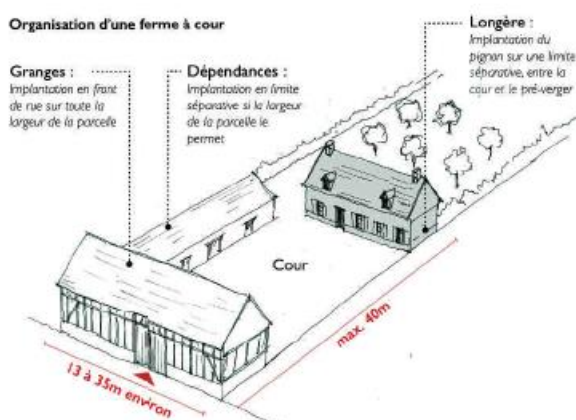 Organisation d'une ferme à cour
Granges :
Implantation en front
de rue sur toute la
largeur de la parcelle
Dépendances :
Implantation en limite
séparative si la largeur
de la parcelle le
permet
Longère :
Implantation du
pignon sur une limite
séparative, entre la
cour et le pré-verger
Cour
max. 40m
13 à 35m environ